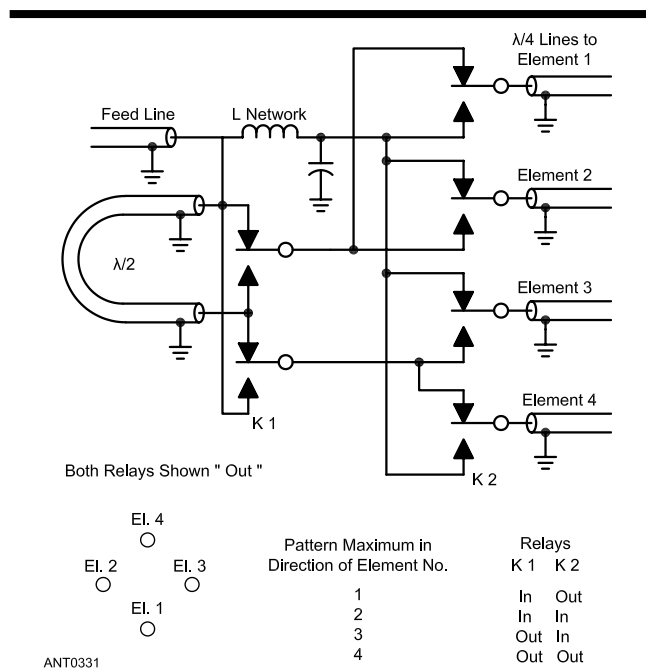 λ/4 Lines to
Element 1
Feed Line
L Network
Element 2
λ/2
Element 3
Element 4
K 1
K 2
Both Relays Shown " Out "
El. 4
El. 2
El. 3
El. 1
Pattern Maximum in
Direction of Element No.
Relays
K 1 K 2
1 In Out
2 In In
3 Out In
4 Out Out
ANT0331